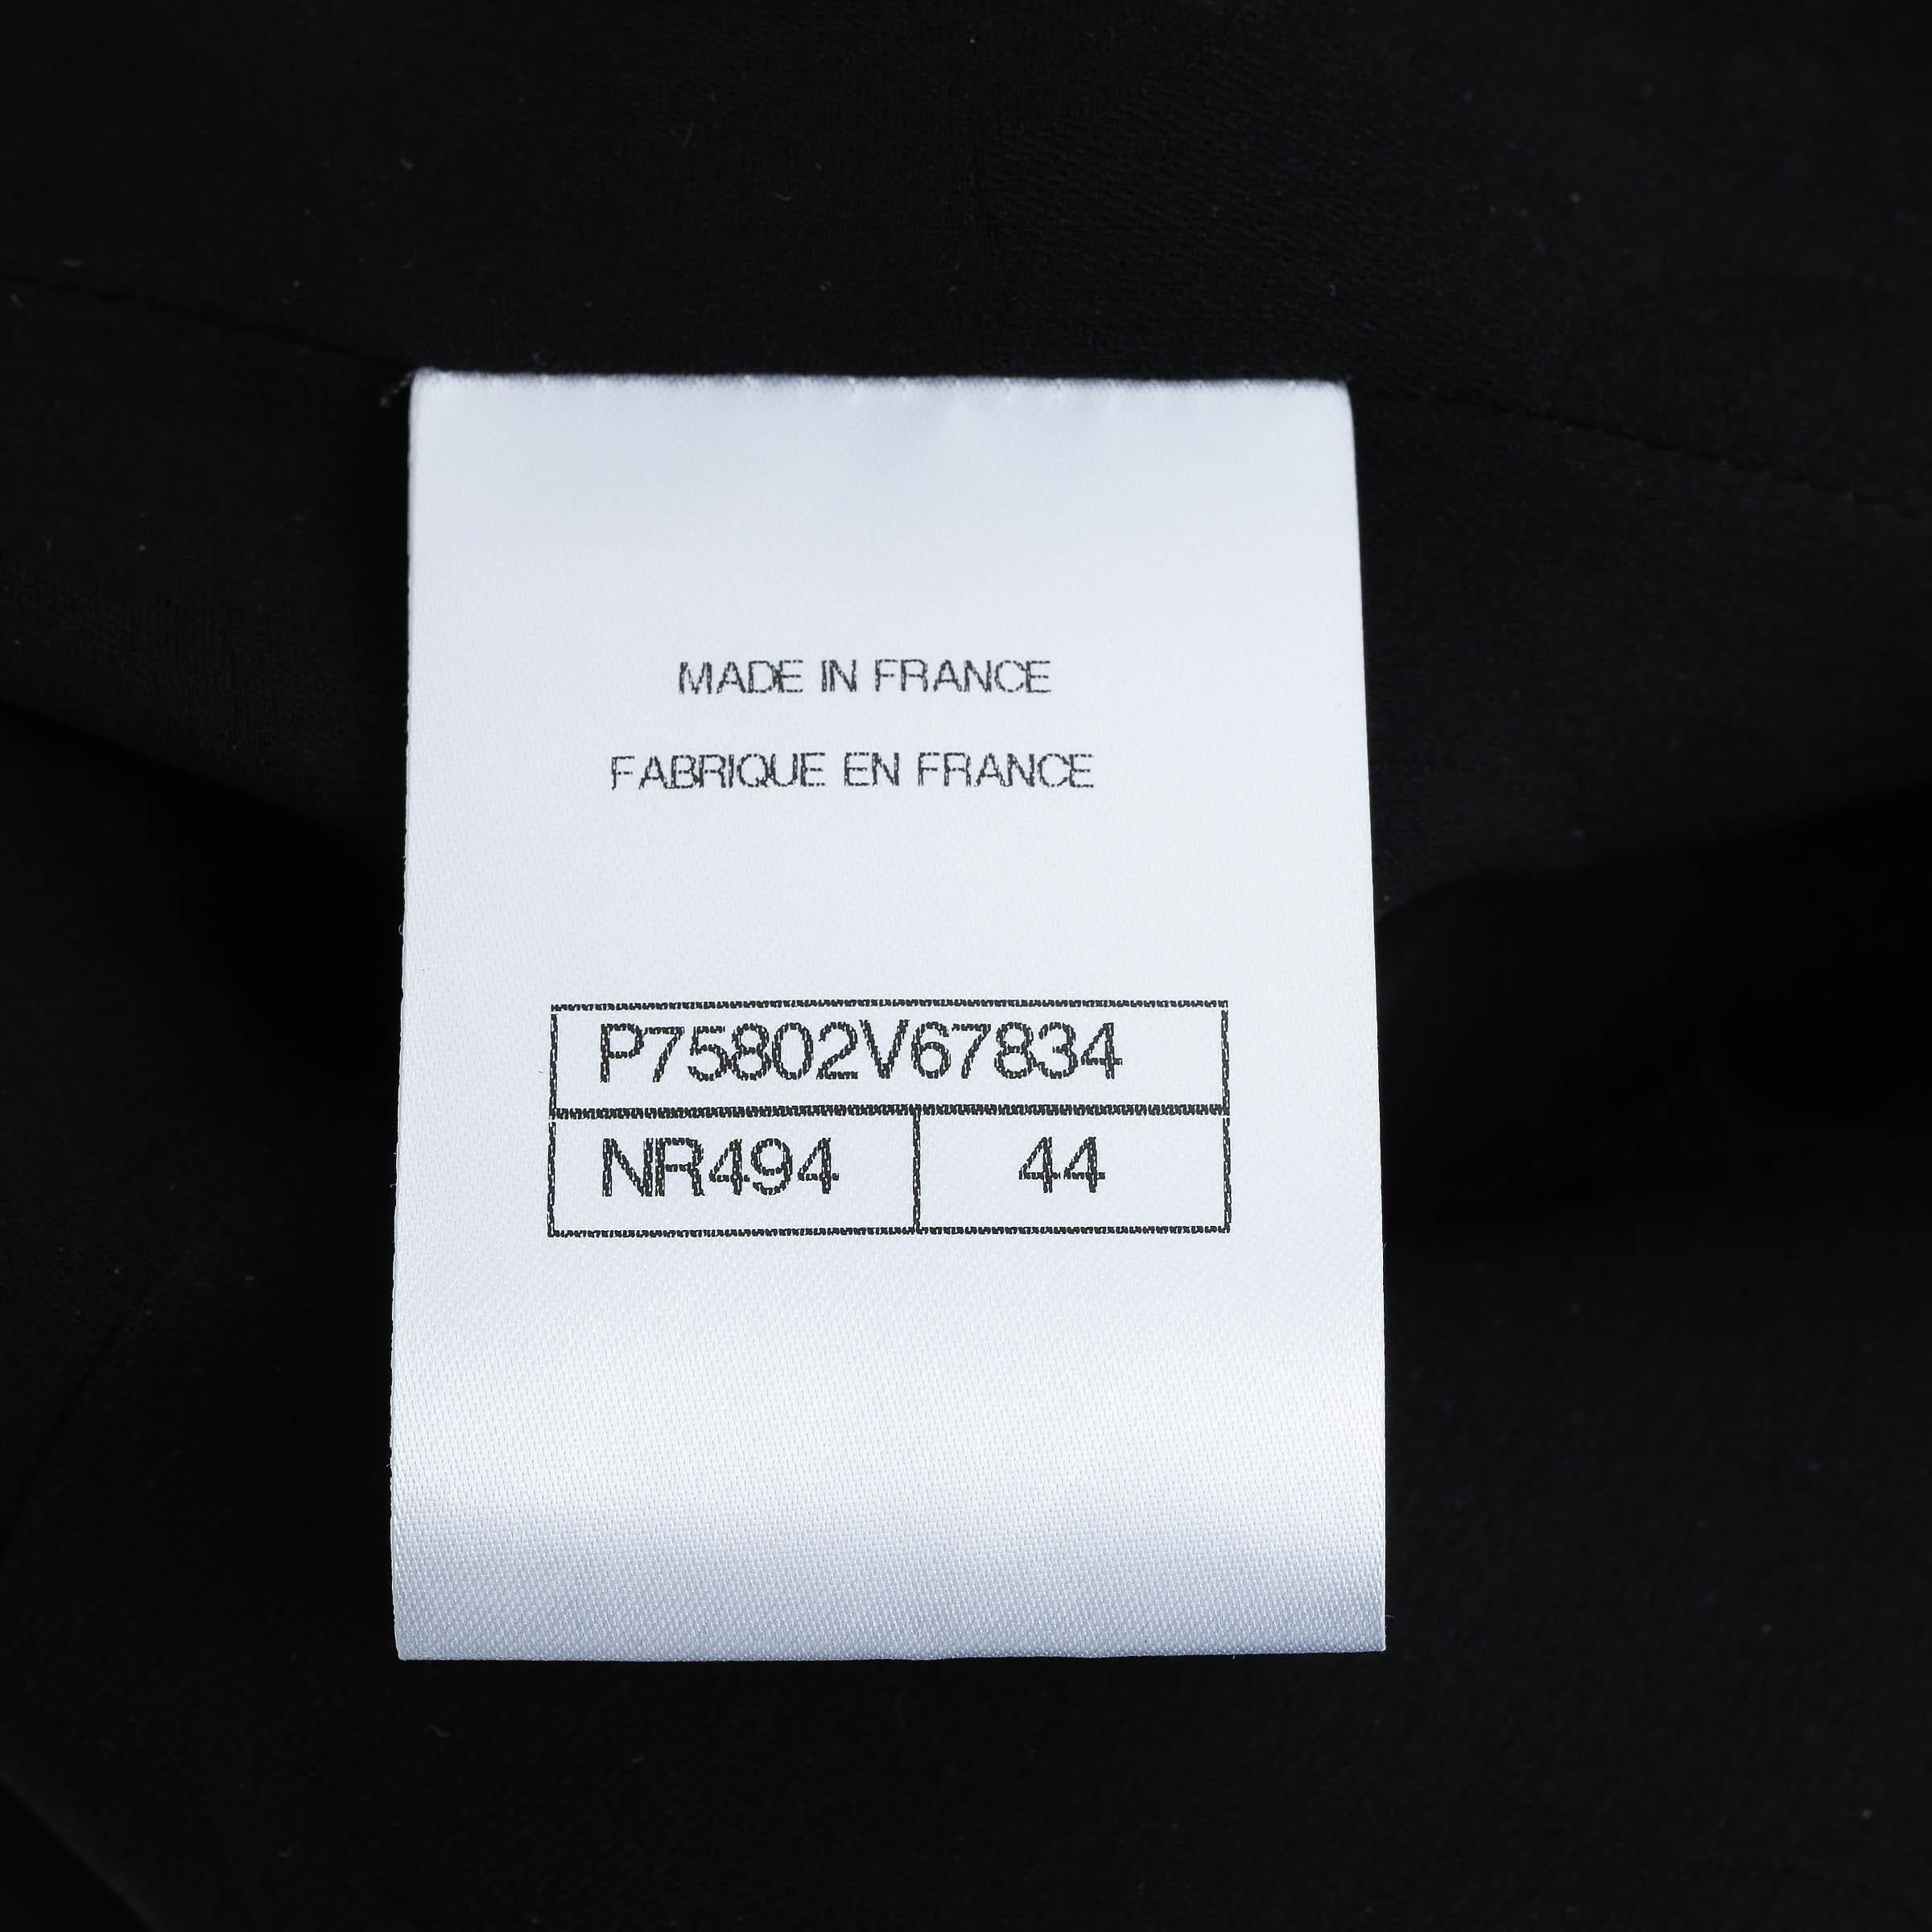 MADE IN FRANCE
FABRIQUE EN FRANCE
P75802V67834
NR494 44